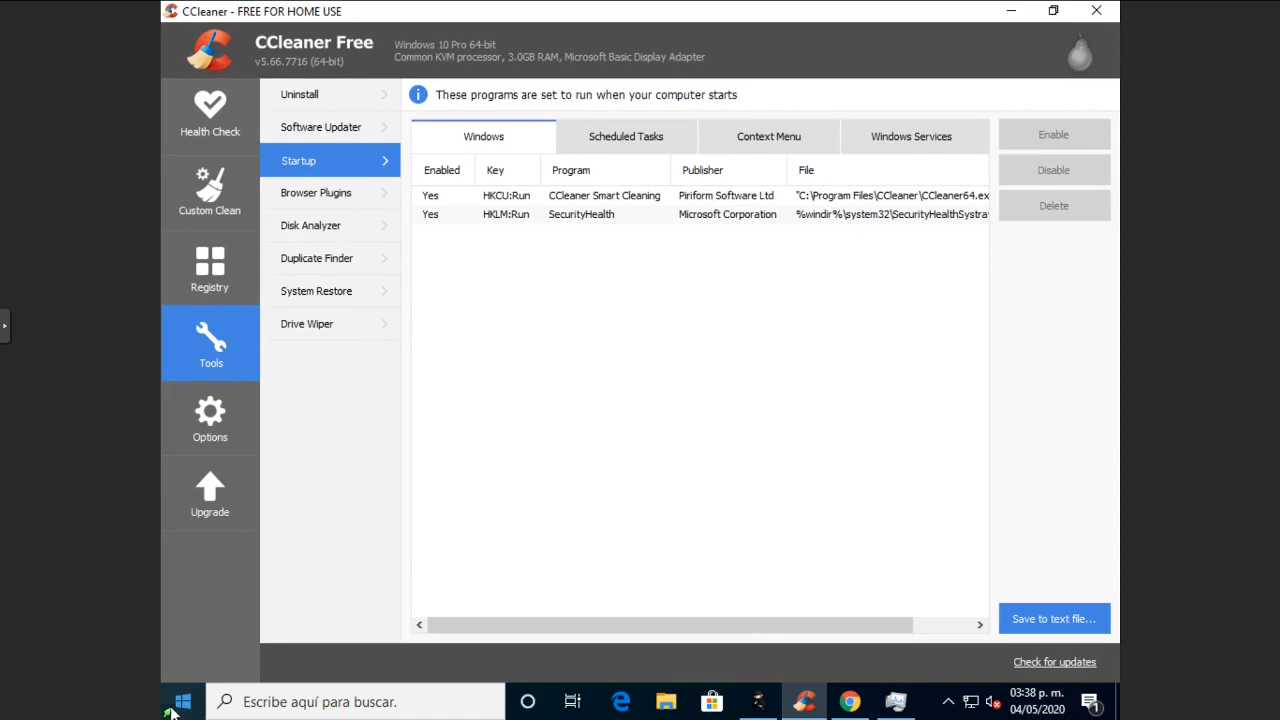 CCleaner - FREE FOR HOME USE
CCleaner Free
v5.66.7716 (64-bit)
Windows 10 Pro 64-bit
Common KVM processor, 3.0GB RAM, Microsoft Basic Display Adapter
Health Check
Custom Clean
Registry
Tools
Options
Upgrade
Uninstall
Software Updater
Startup
Browser Plugins
Disk Analyzer
Duplicate Finder
System Restore
Drive Wiper
These programs are set to run when your computer starts
Windows Scheduled Tasks Context Menu Windows Services
Enabled Key Program Publisher File
Yes HKCU:Run CCleaner Smart Cleaning Piriform Software Ltd "C:\Program Files\CCleaner\CCleaner64.ex
Yes HKLM:Run SecurityHealth Microsoft Corporation %windir%\system32\SecurityHealthSystra
Enable
Disable
Delete
Save to text file...
Check for updates
Escribe aquí para buscar.
03:38 p. m.
04/05/2020
1